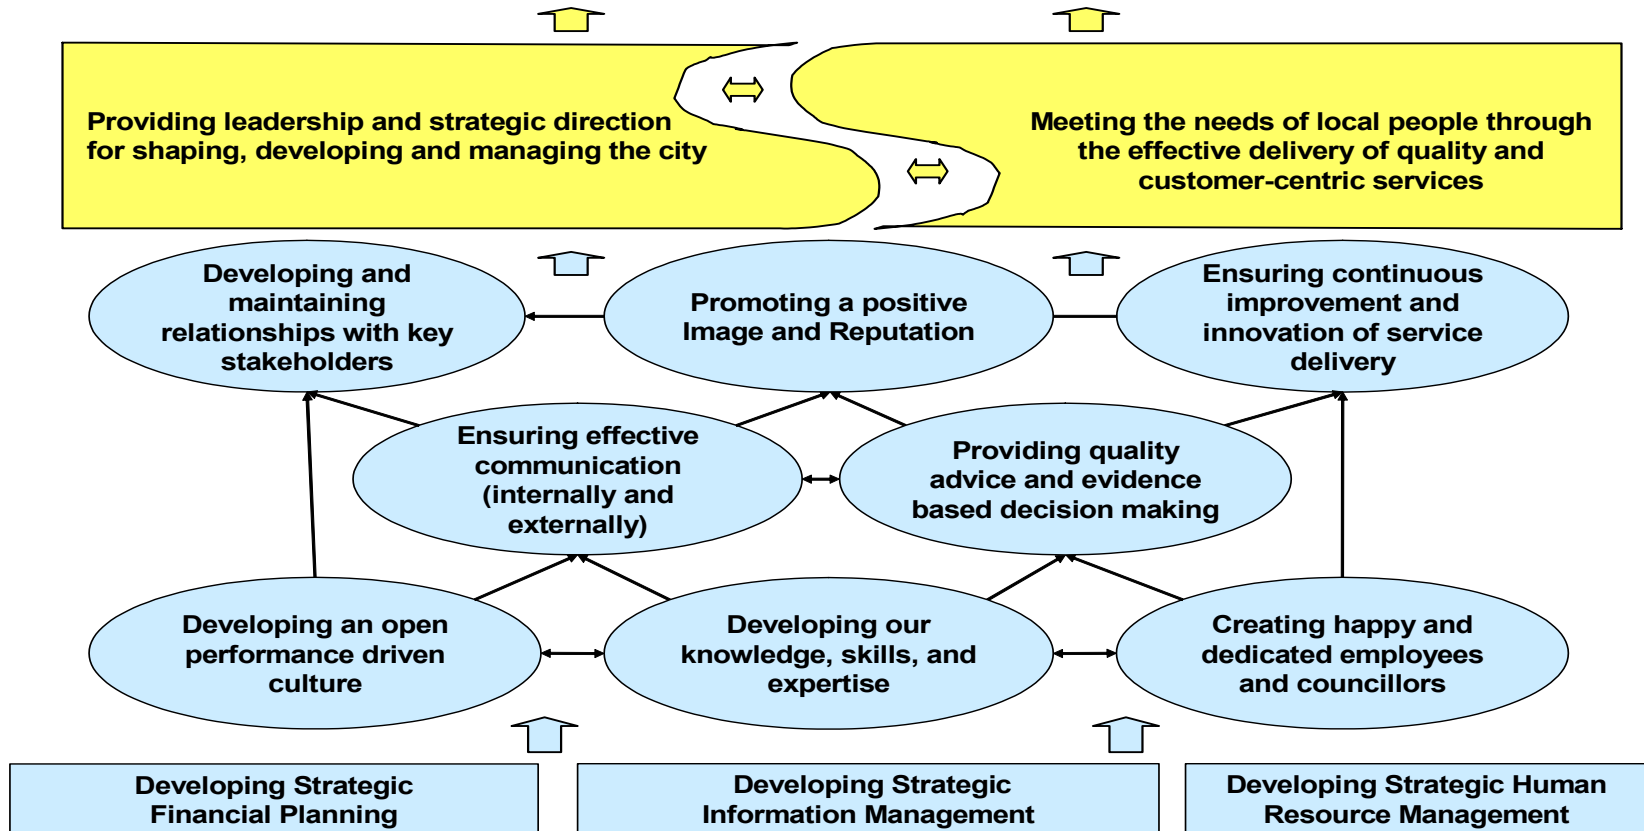 Providing leadership and strategic direction
for shaping, developing and managing the city
Meeting the needs of local people through
the effective delivery of quality and
customer-centric services
Developing and
maintaining
relationships with key
stakeholders
Promoting a positive
Image and Reputation
Ensuring continuous
improvement and
innovation of service
delivery
Ensuring effective
communication
(internally and
externally)
Providing quality
advice and evidence
based decision making
Developing an open
performance driven
culture
Developing our
knowledge, skills, and
expertise
Creating happy and
dedicated employees
and councillors
Developing Strategic
Financial Planning
Developing Strategic
Information Management
Developing Strategic Human
Resource Management